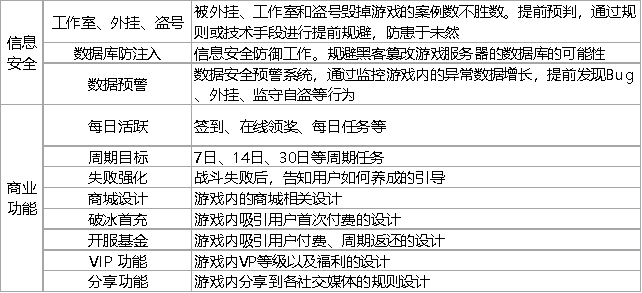 信息安全
工作室、外挂、盗号
被外挂、工作室和盗号毁掉游戏的案例数不胜数。提前预判，通过
规则或技术手段进行提前规避，防患于未然
数据库防注入
信息安全防御工作。规避黑客篡改游戏服务器的数据库的可能性
数据预警
数据安全预警系统，通过监控游戏内的异常数据增长，提前发现Bug
、外挂、监守自盗等行为
商业功能
每日活跃
签到、在线领奖、每日任务等
周期目标
7日、14日、30日等周期任务
失败强化
战斗失败后，告知用户如何养成的引导
商城设计
游戏内的商城相关设计
破冰首充
游戏内吸引用户首次付费的设计
开服基金
游戏内吸引用户付费、周期返还的设计
VIP 功能
游戏内VP等级以及福利的设计
分享功能
游戏内分享到各社交媒体的规则设计